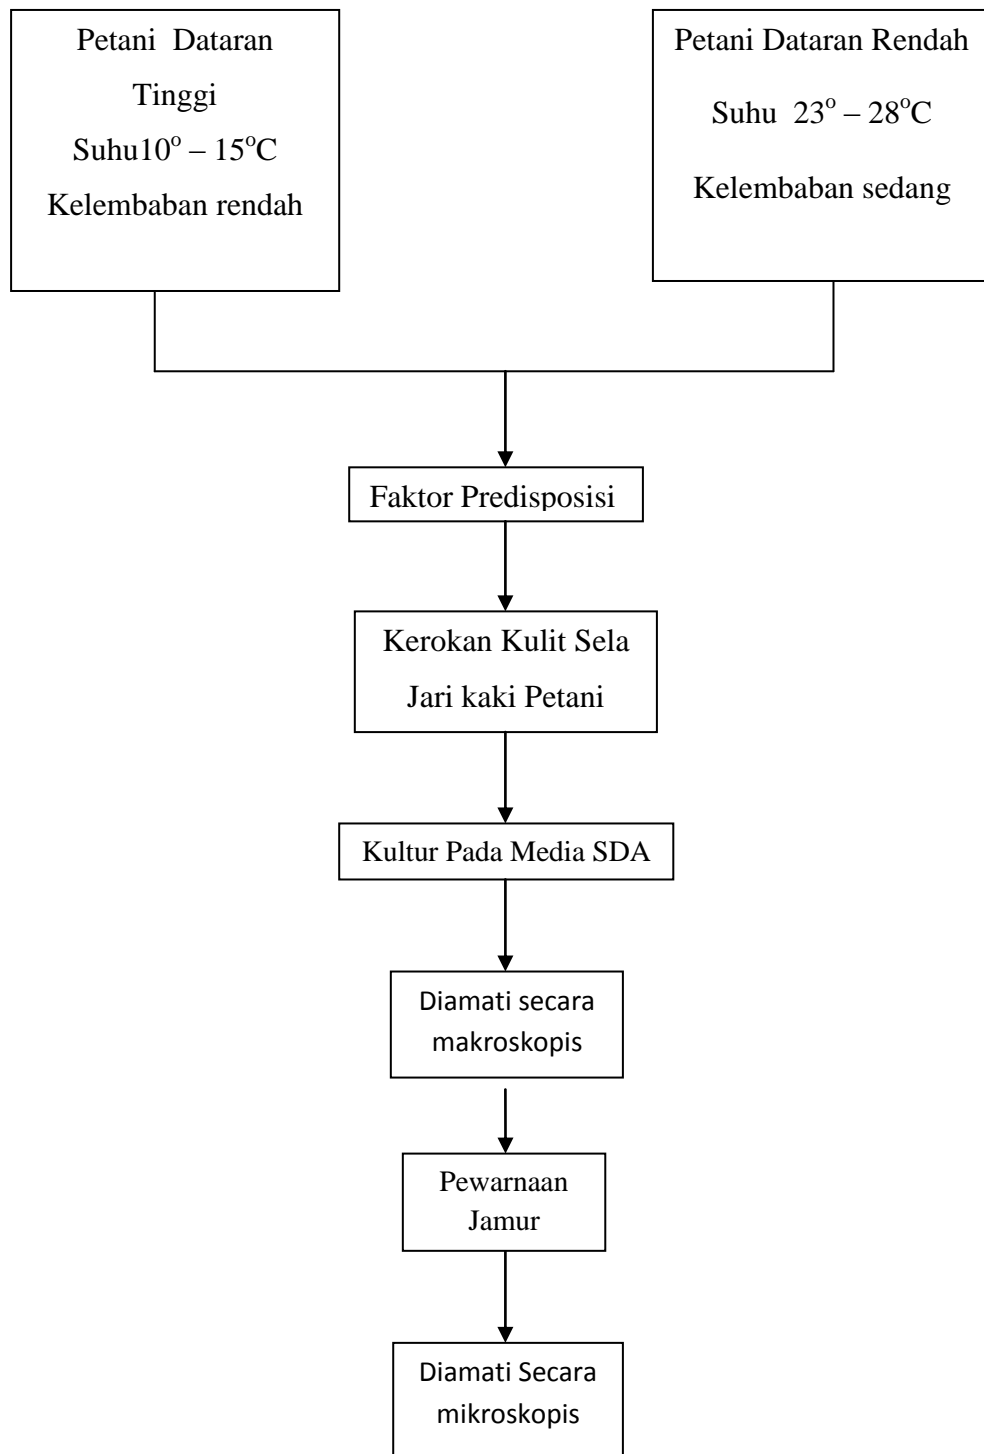 Petani Dataran
Tinggi
Suhu10° – 15°C
Kelembaban rendah
Petani Dataran Rendah
Suhu 23° – 28°C
Kelembaban sedang
Faktor Predisposisi
Kerokan Kulit Sela
Jari kaki Petani
Kultur Pada Media SDA
Diamati secara
makroskopis
Pewarnaan
Jamur
Diamati Secara
mikroskopis